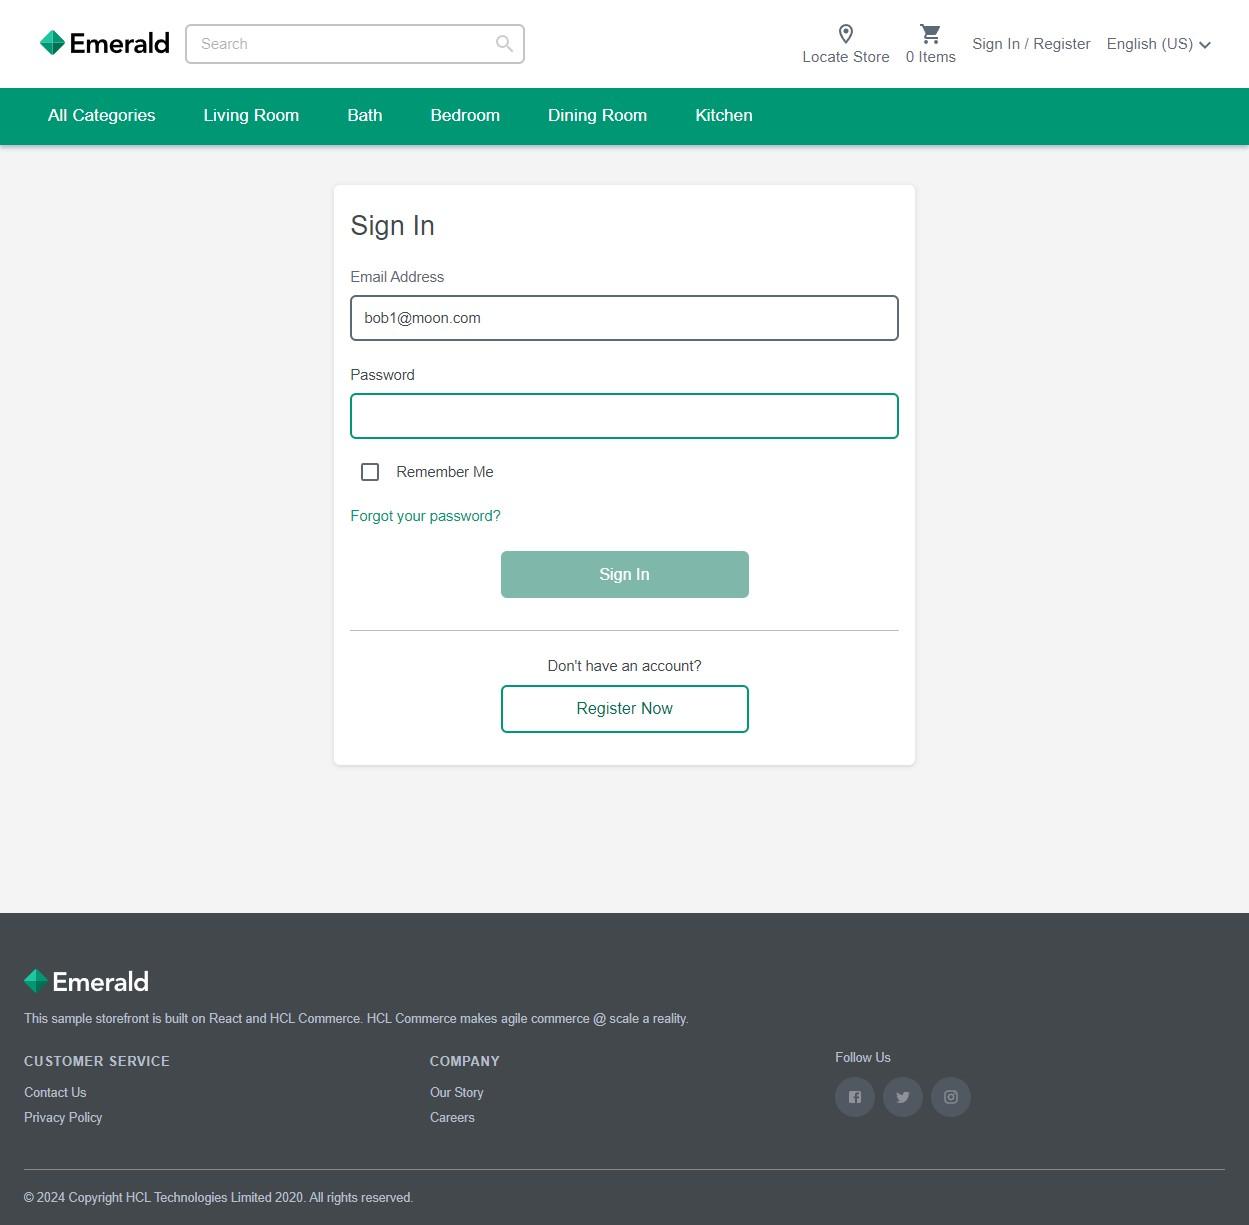 Emerald
Search
Locate Store
0 Items
Sign In / Register
English (US)
All Categories
Living Room
Bath
Bedroom
Dining Room
Kitchen
Sign In
Email Address
bob1@moon.com
Password
Remember Me
Forgot your password?
Sign In
Don't have an account?
Register Now
Emerald
This sample storefront is built on React and HCL Commerce. HCL Commerce makes agile commerce @ scale a reality.
CUSTOMER SERVICE
Contact Us
Privacy Policy
COMPANY
Our Story
Careers
Follow Us
© 2024 Copyright HCL Technologies Limited 2020. All rights reserved.